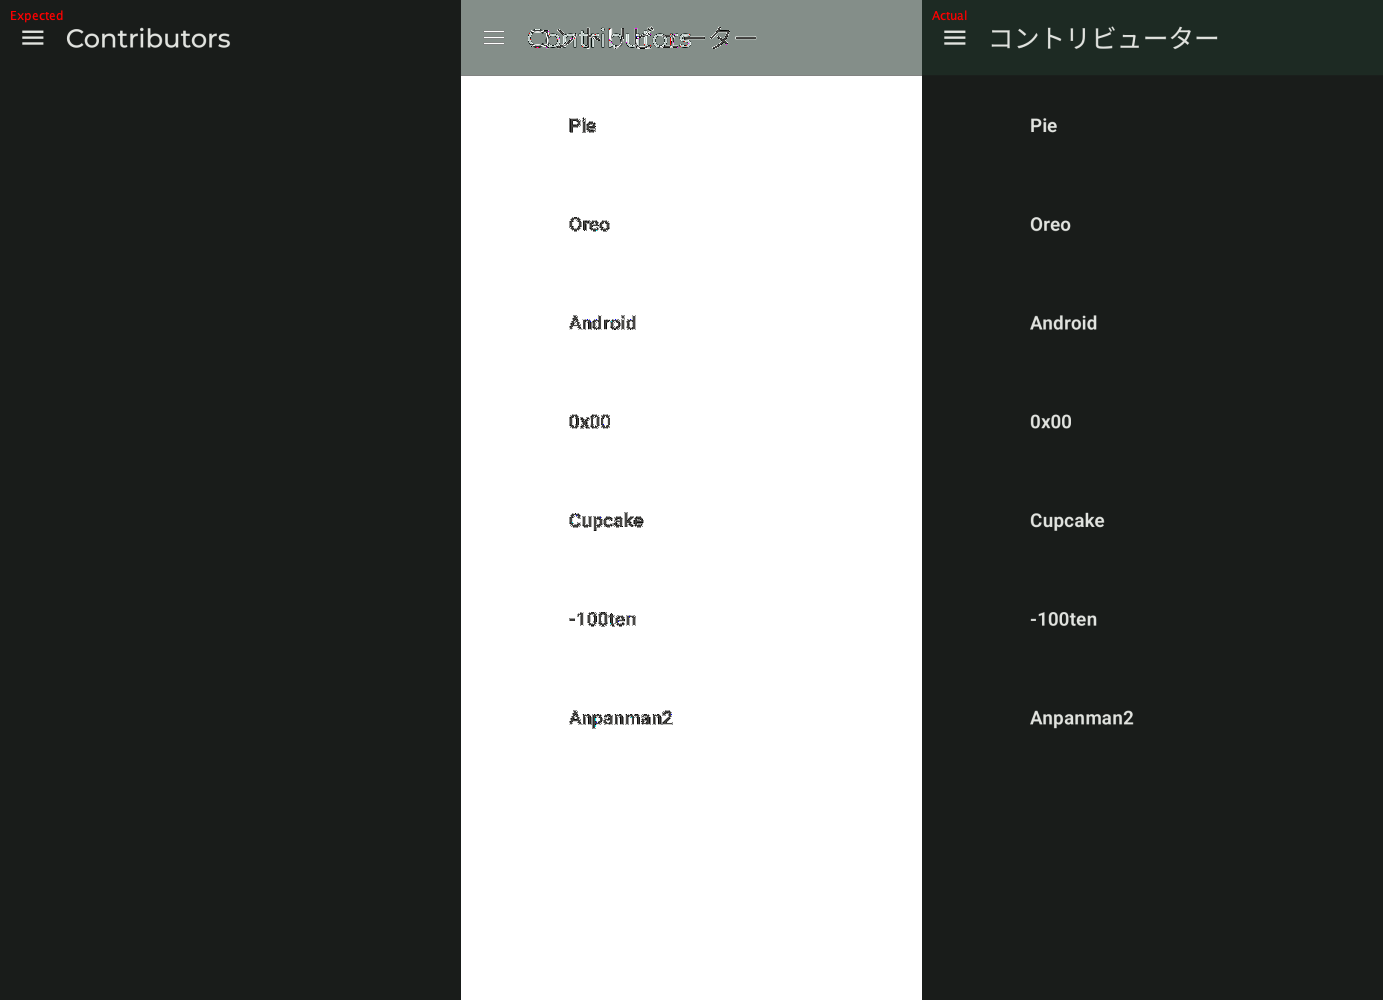 Expected
Contributors
Contributors コントリビューター
Pie
Oreo
Android
0x00
Cupcake
-100ten
Anpanman2
Actual
コントリビューター
Pie
Oreo
Android
0x00
Cupcake
-100ten
Anpanman2